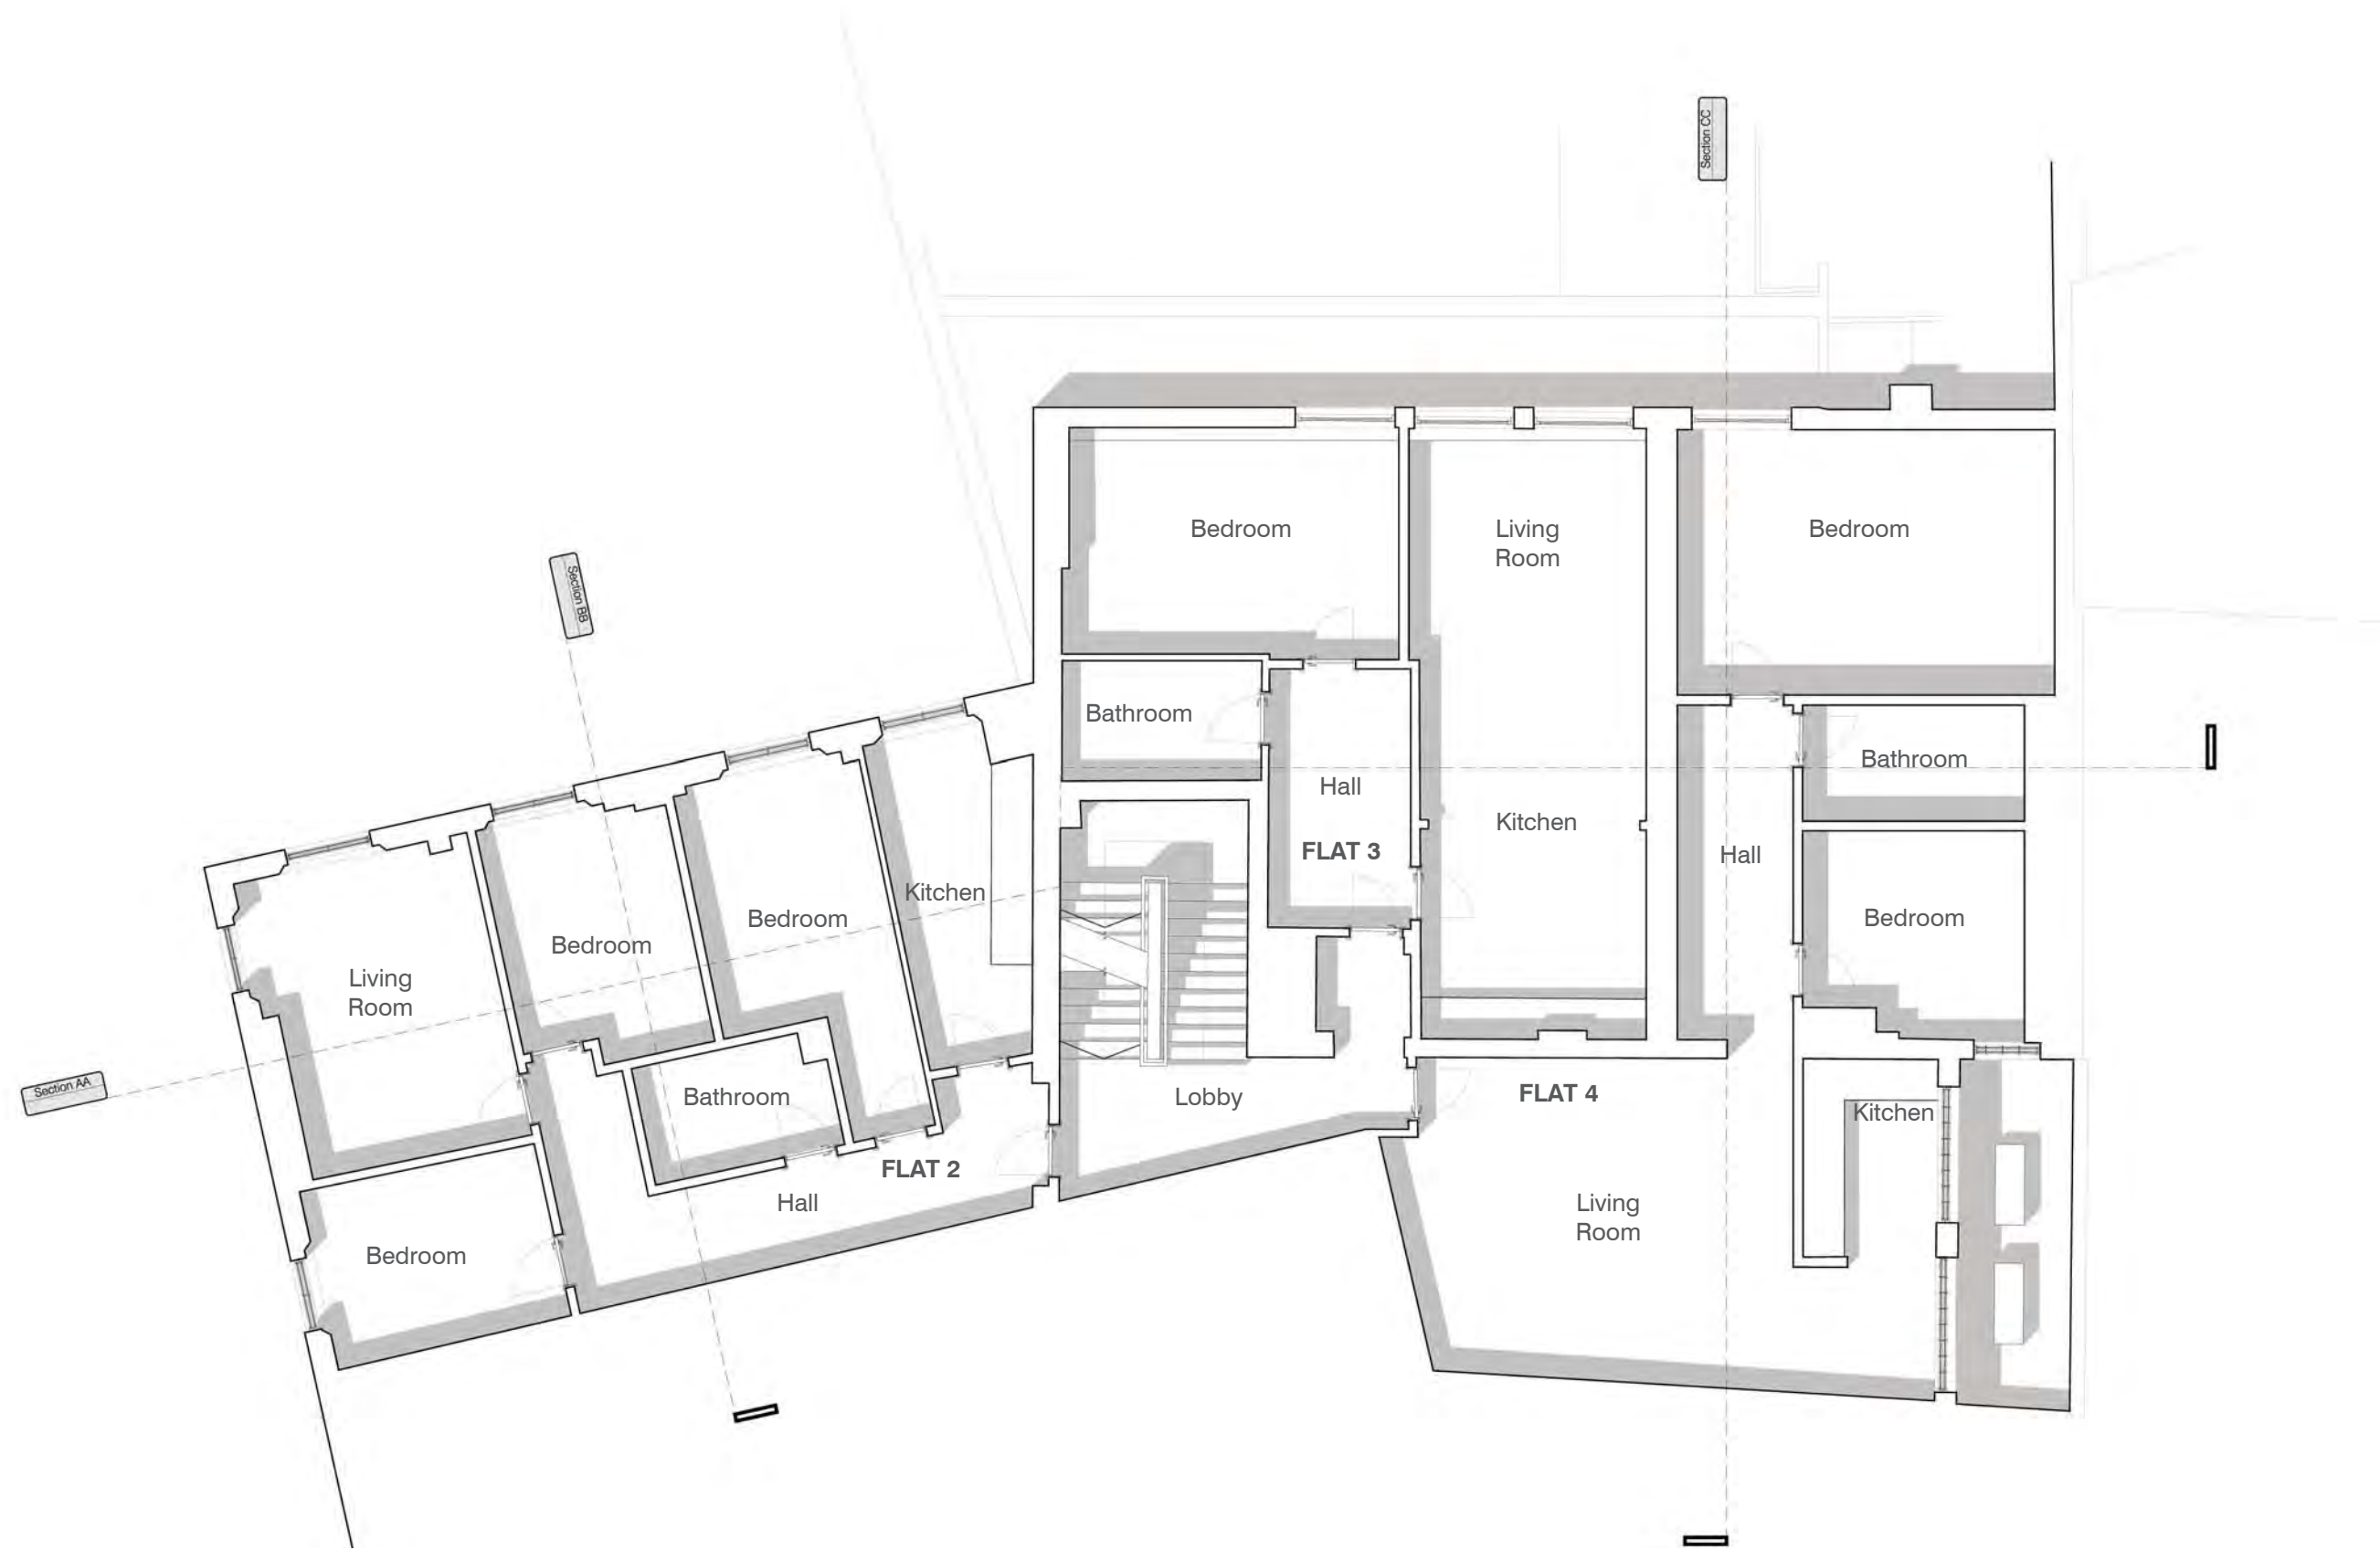 Section CC
Section BB
Bedroom
Living
Room
Bedroom
Bathroom
Hall
FLAT 3
Kitchen
Hall
Bathroom
Bedroom
Living
Room
Bedroom
Bedroom
Kitchen
Section AA
Bathroom
Lobby
FLAT 4
Kitchen
FLAT 2
Hall
Bedroom
Living
Room